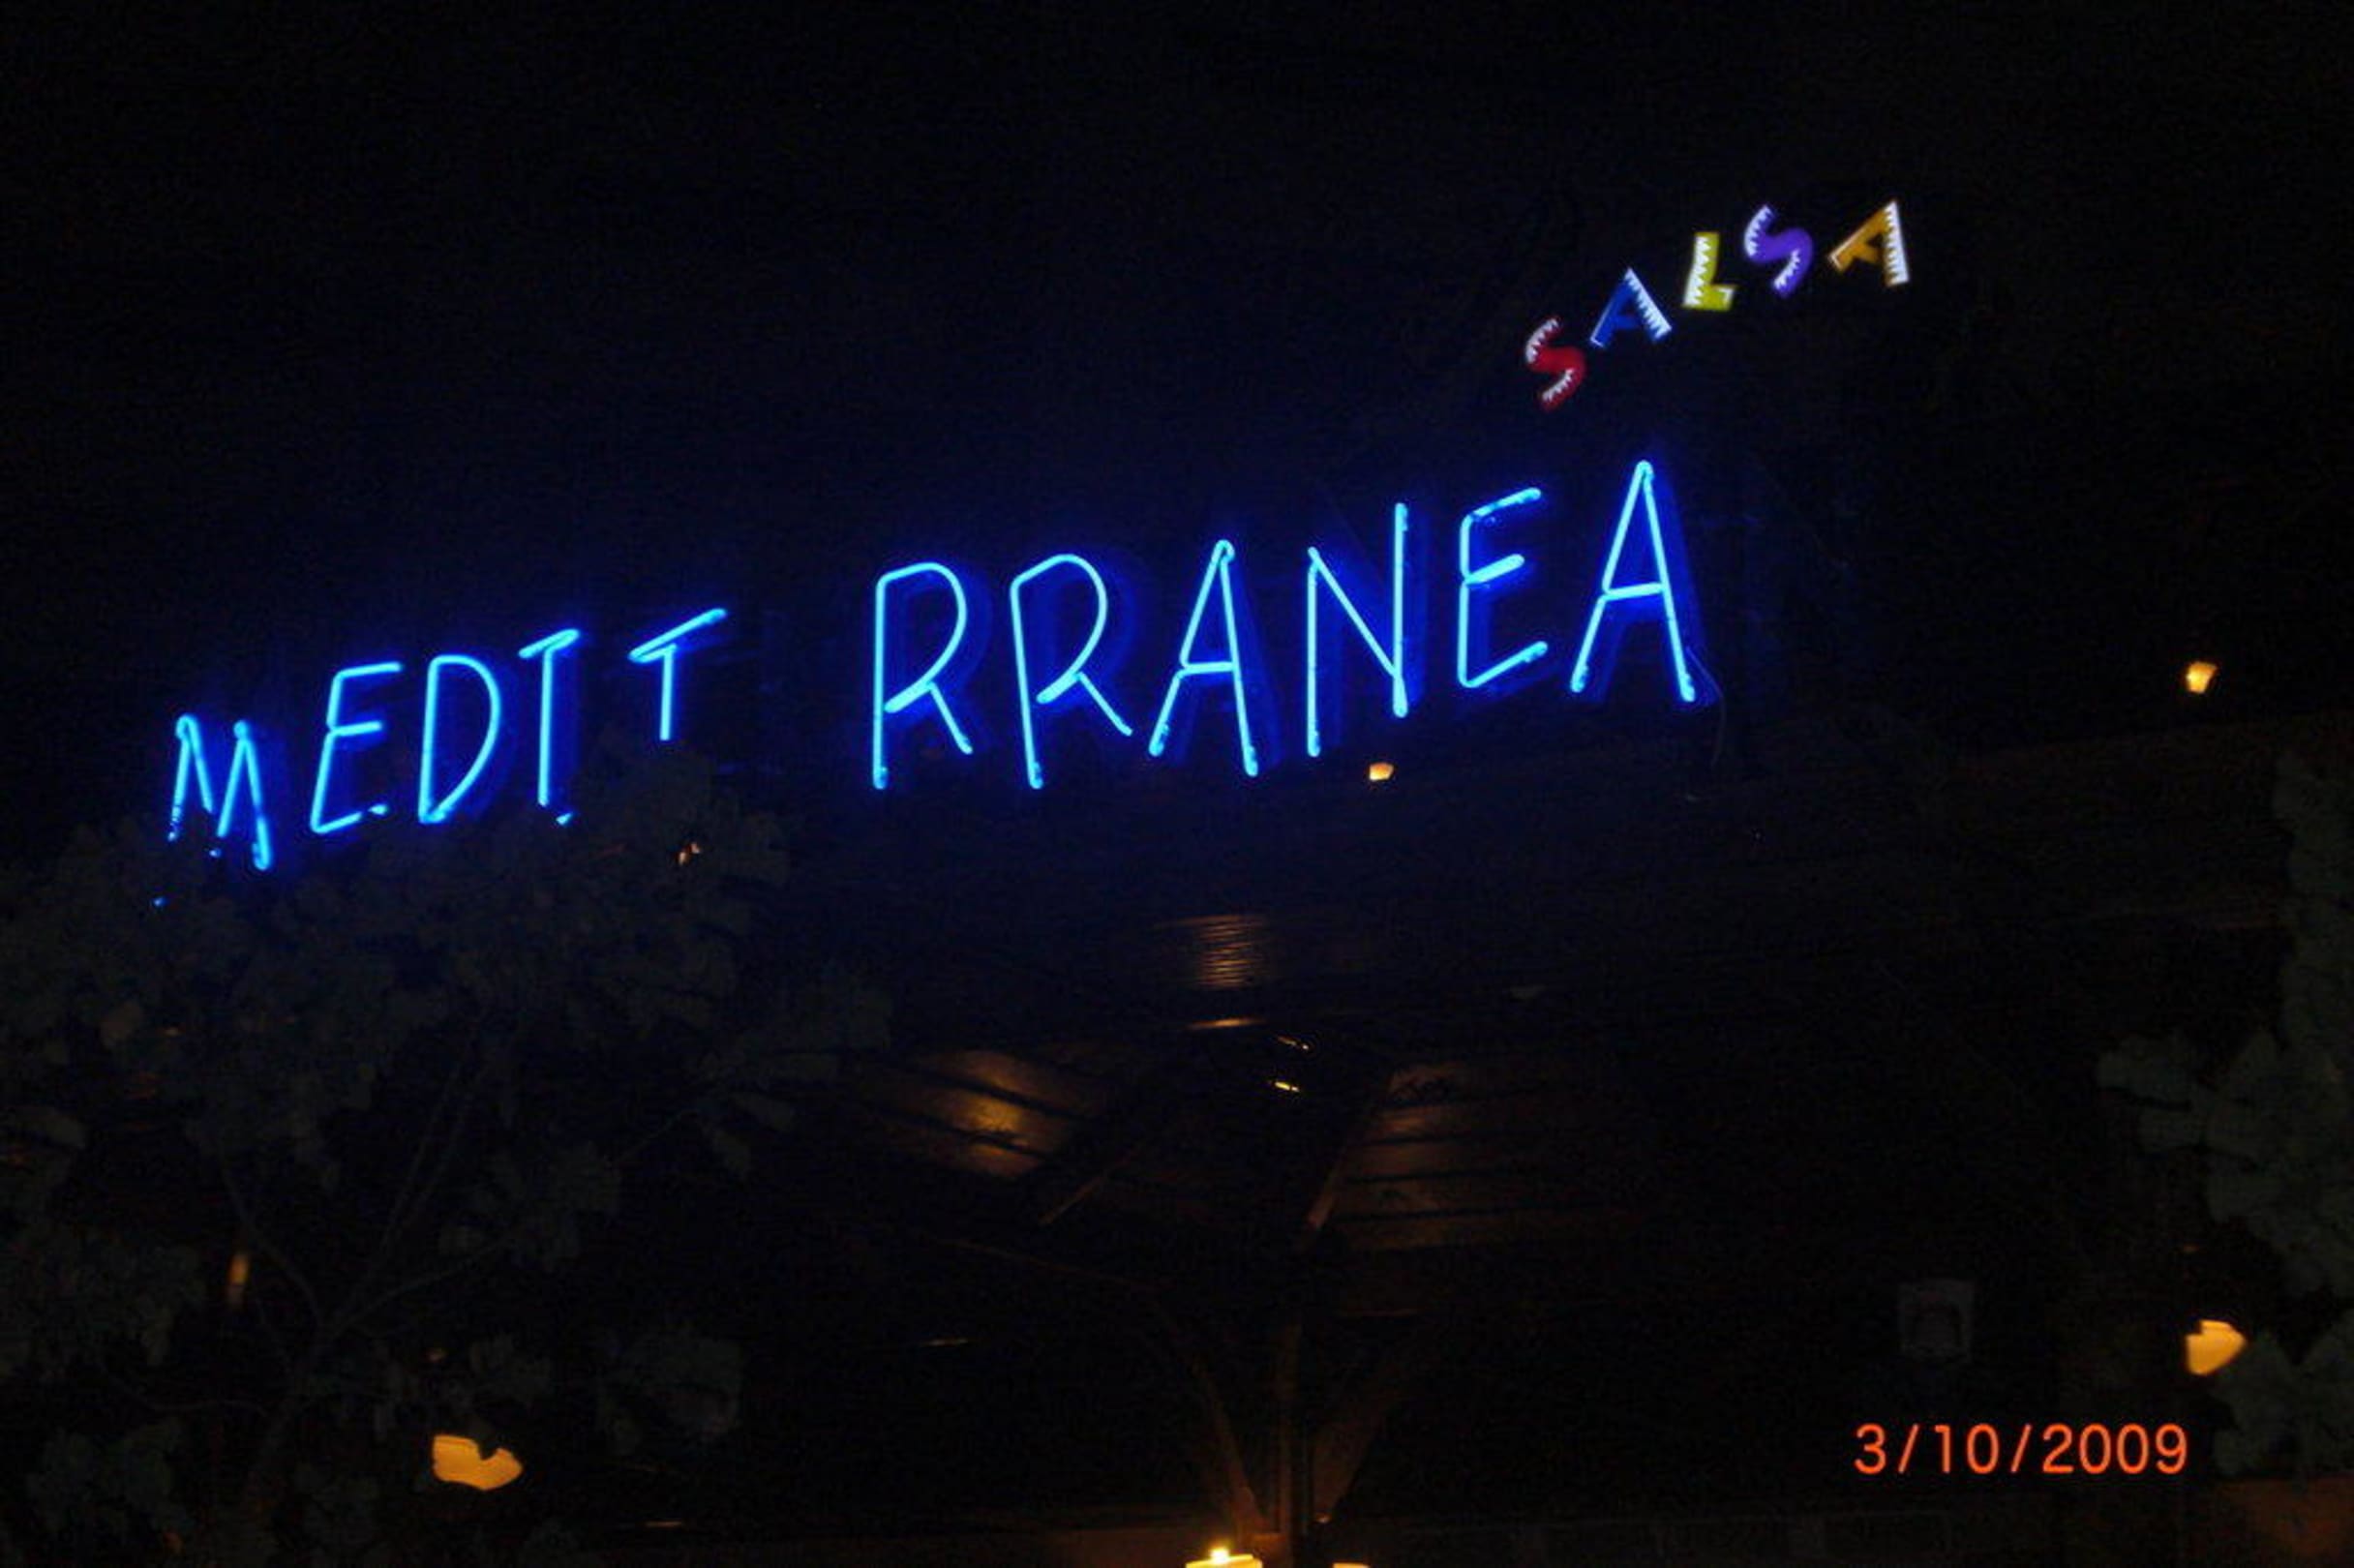 SALSA
MEDIT RRANEA
3/10/2009